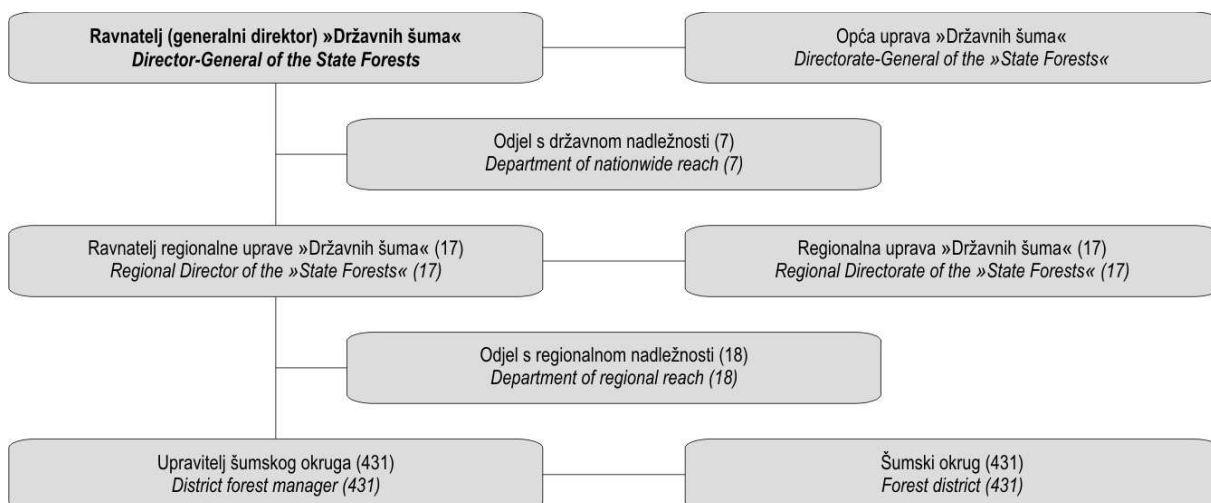 Ravnatelj (generalni direktor) »Državnih šuma«
Director-General of the State Forests
Opća uprava »Državnih šuma«
Directorate-General of the »State Forests«
Odjel s državnom nadležnosti (7)
Department of nationwide reach (7)
Ravnatelj regionalne uprave »Državnih šuma« (17)
Regional Director of the »State Forests« (17)
Regionalna uprava »Državnih šuma« (17)
Regional Directorate of the »State Forests« (17)
Odjel s regionalnom nadležnosti (18)
Department of regional reach (18)
Upravitelj šumskog okruga (431)
District forest manager (431)
Šumski okrug (431)
Forest district (431)